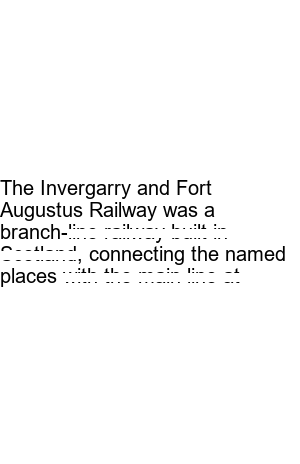 The Invergarry and Fort
Augustus Railway was a
branch-line railway built in
Scotland, connecting the named
places with the main line at